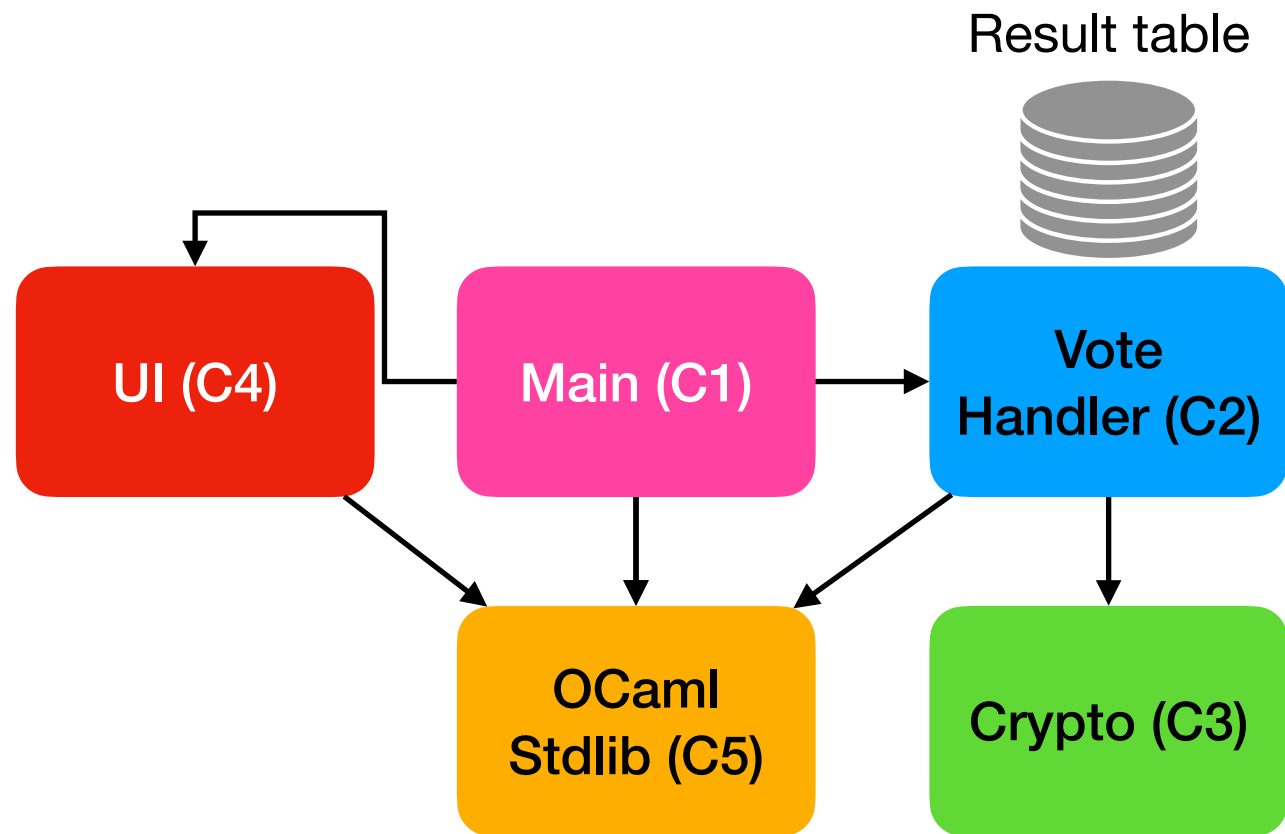 Result table
UI (C4)
Main (C1)
Vote
Handler (C2)
OCaml
Stdlib (C5)
Crypto (C3)